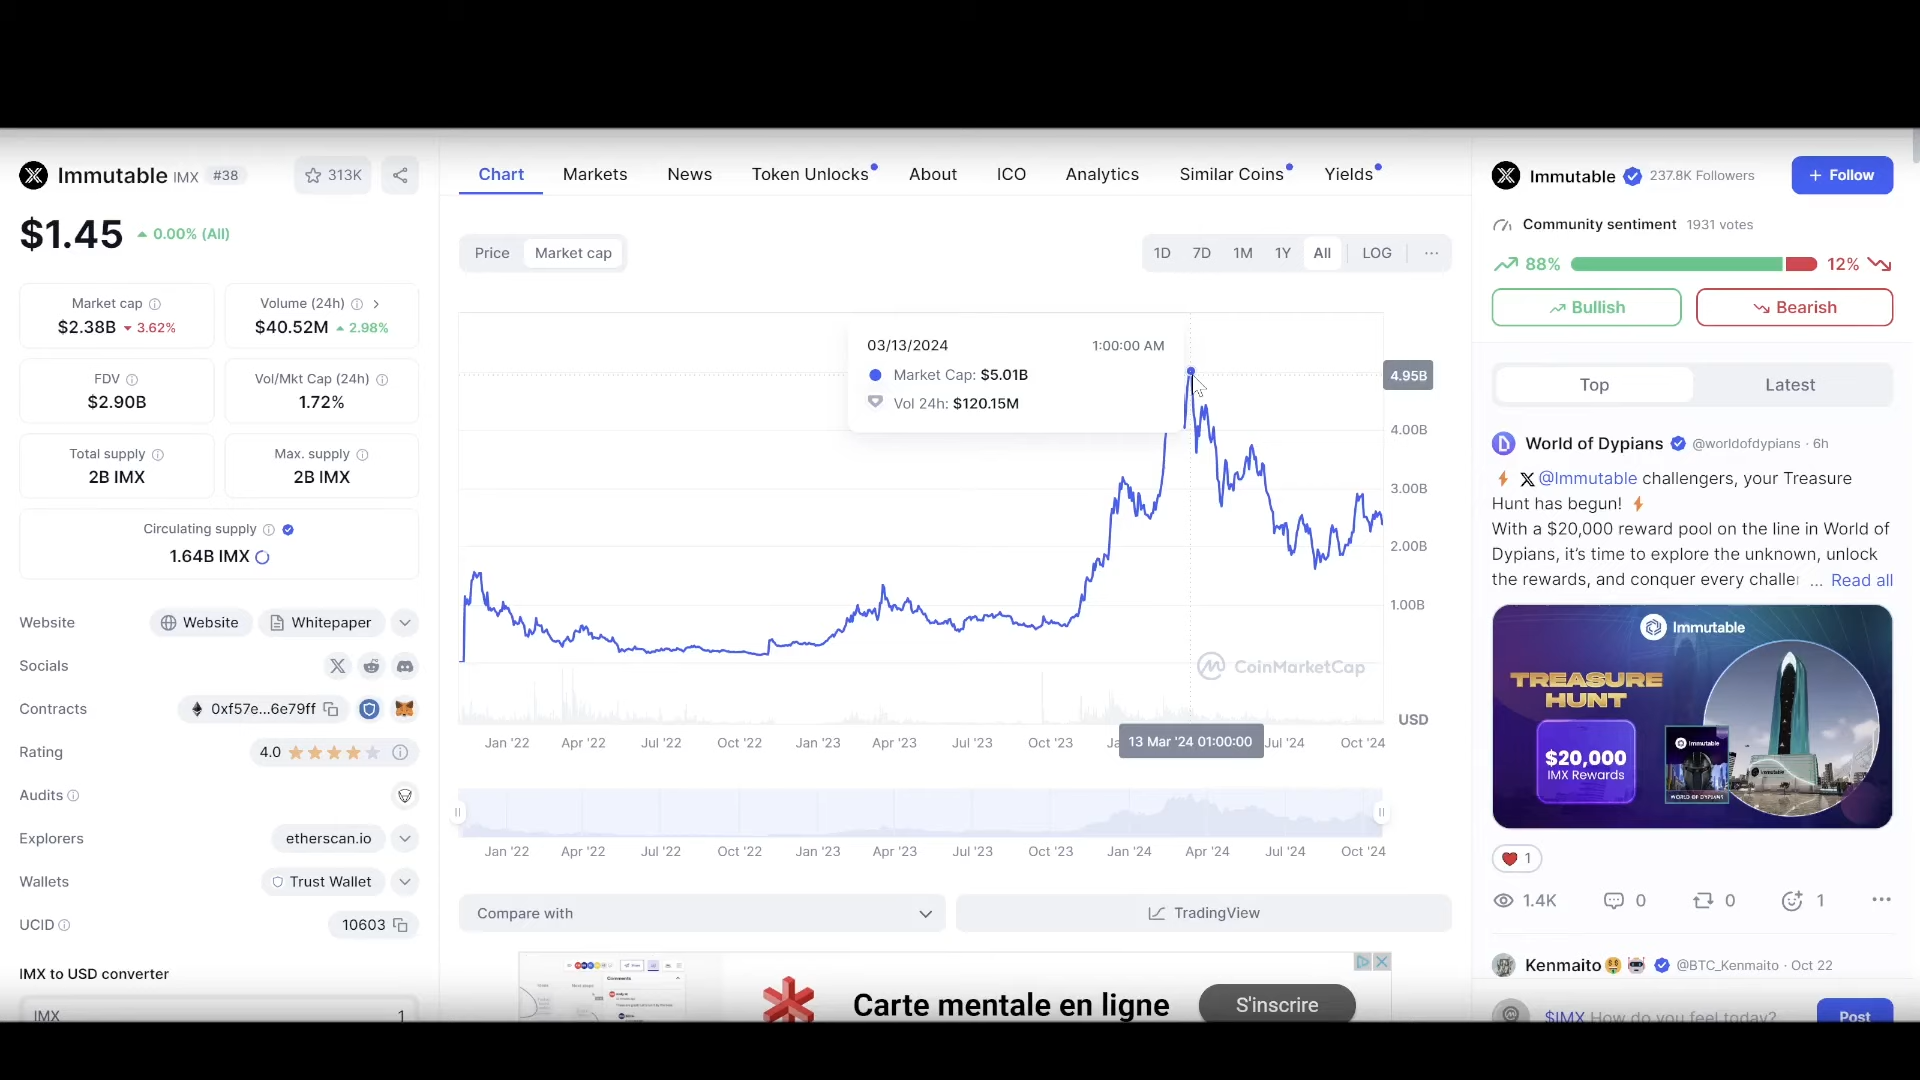 Immutable IMX #38
313K
$1.45 0.00% (All)
Market cap
$2.38B 3.62%
Volume (24h)
$40.52M 2.98%
FDV
$2.90B
Vol/Mkt Cap (24h)
1.72%
Total supply
2B IMX
Max. supply
2B IMX
Circulating supply
1.64B IMX
Website Website Whitepaper
Socials
Contracts 0xf57e...6e79ff
Rating 4.0
Audits
Explorers etherscan.io
Wallets Trust Wallet
UCID 10603
IMX to USD converter
IMX 1
Chart Markets News Token Unlocks About ICO Analytics Similar Coins Yields
Price Market cap
1D 7D 1M 1Y All LOG
03/13/2024 1:00:00 AM
Market Cap: $5.01B
Vol 24h: $120.15M
4.95B
4.00B
3.00B
2.00B
1.00B
CoinMarketCap
USD
Jan '22 Apr '22 Jul '22 Oct '22 Jan '23 Apr '23 Jul '23 Oct '23 13 Mar '24 01:00:00 Jul '24 Oct '24
Jan '22 Apr '22 Jul '22 Oct '22 Jan '23 Apr '23 Jul '23 Oct '23 Jan '24 Apr '24 Jul '24 Oct '24
Compare with
TradingView
Carte mentale en ligne
S'inscrire
Immutable 237.8K Followers
+ Follow
Community sentiment 1931 votes
88% 12%
Bullish
Bearish
Top Latest
World of Dypians @worldofdypians · 6h
@Immutable challengers, your Treasure
Hunt has begun!
With a $20,000 reward pool on the line in World of
Dypians, it's time to explore the unknown, unlock
the rewards, and conquer every challer ... Read all
Immutable
TREASURE
HUNT
$20,000
IMX Rewards
Immutable
WORLD OF DYPIANS
1
1.4K 0 0 1
Kenmaito @BTC_Kenmaito · Oct 22
$IMX How do you feel today?
Post